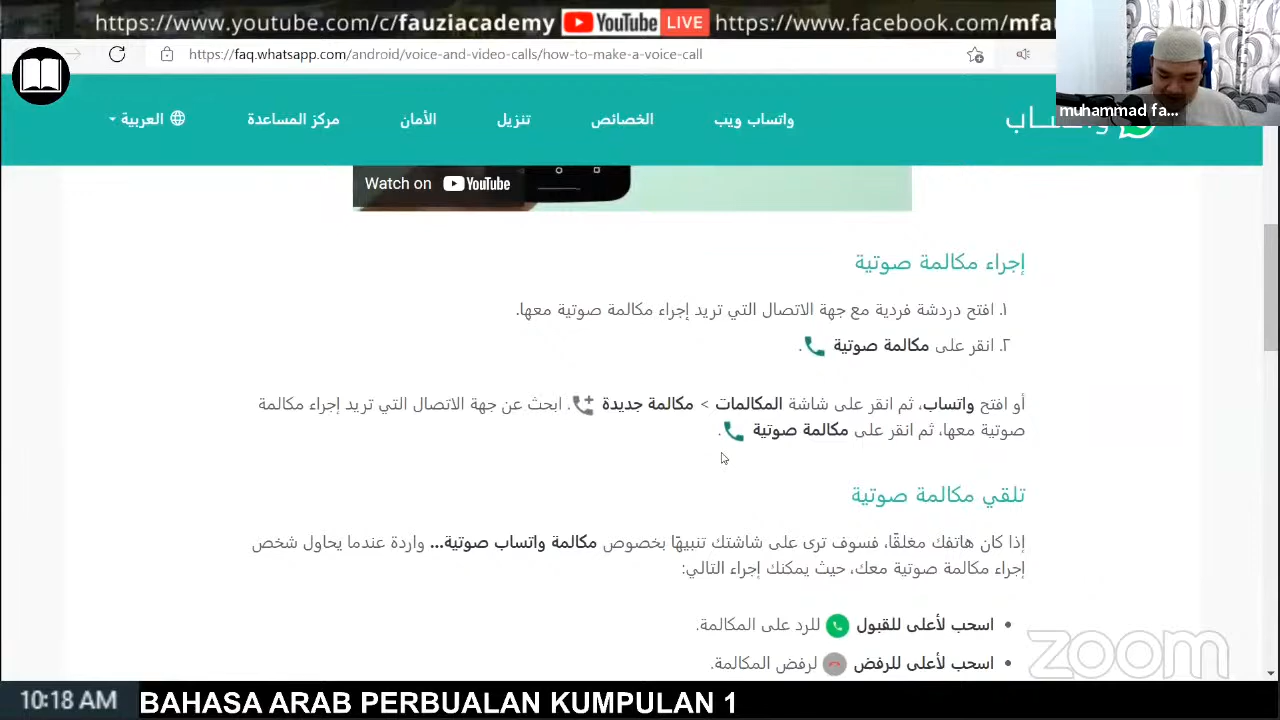 https://www.youtube.com/c/fauziacademy YouTube LIVE https://www.facebook.com/mfau
https://faq.whatsapp.com/android/voice-and-video-calls/how-to-make-a-voice-call
muhammad fa...
واتساب ويب الخصائص تنزيل الأمان مركز المساعدة العربية
Watch on YouTube
إجراء مكالمة صوتية
١. افتح دردشة فردية مع جهة الاتصال التي تريد إجراء مكالمة صوتية معها.
٢. انقر على مكالمة صوتية .
أو افتح واتساب، ثم انقر على شاشة المكالمات > مكالمة جديدة . ابحث عن جهة الاتصال التي تريد إجراء مكالمة
صوتية معها، ثم انقر على مكالمة صوتية .
تلقي مكالمة صوتية
إذا كان هاتفك مغلقًا، فسوف ترى على شاشتك تنبيهًا بخصوص مكالمة واتساب صوتية... واردة عندما يحاول شخص
إجراء مكالمة صوتية معك، حيث يمكنك إجراء التالي:
• اسحب لأعلى للقبول للرد على المكالمة.
• اسحب لأعلى للرفض لرفض المكالمة.
zoom
10:18 AM BAHASA ARAB PERBUALAN KUMPULAN 1